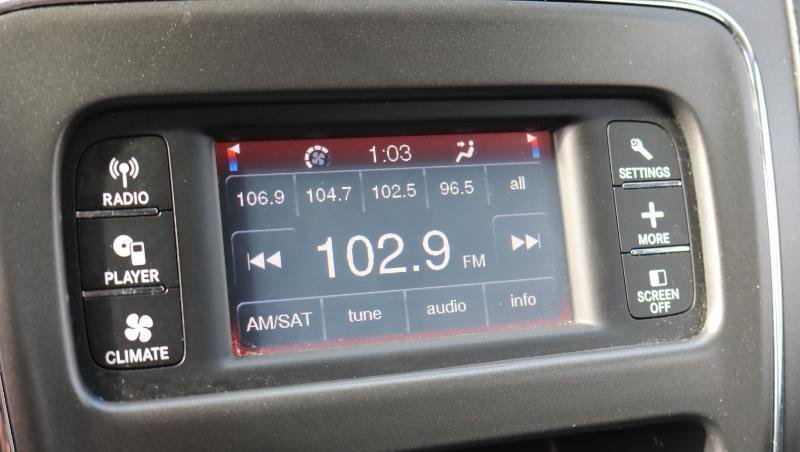 RADIO
PLAYER
CLIMATE
1:03
106.9 104.7 102.5 96.5 all
102.9 FM
AM/SAT tune audio info
SETTINGS
MORE
SCREEN
OFF